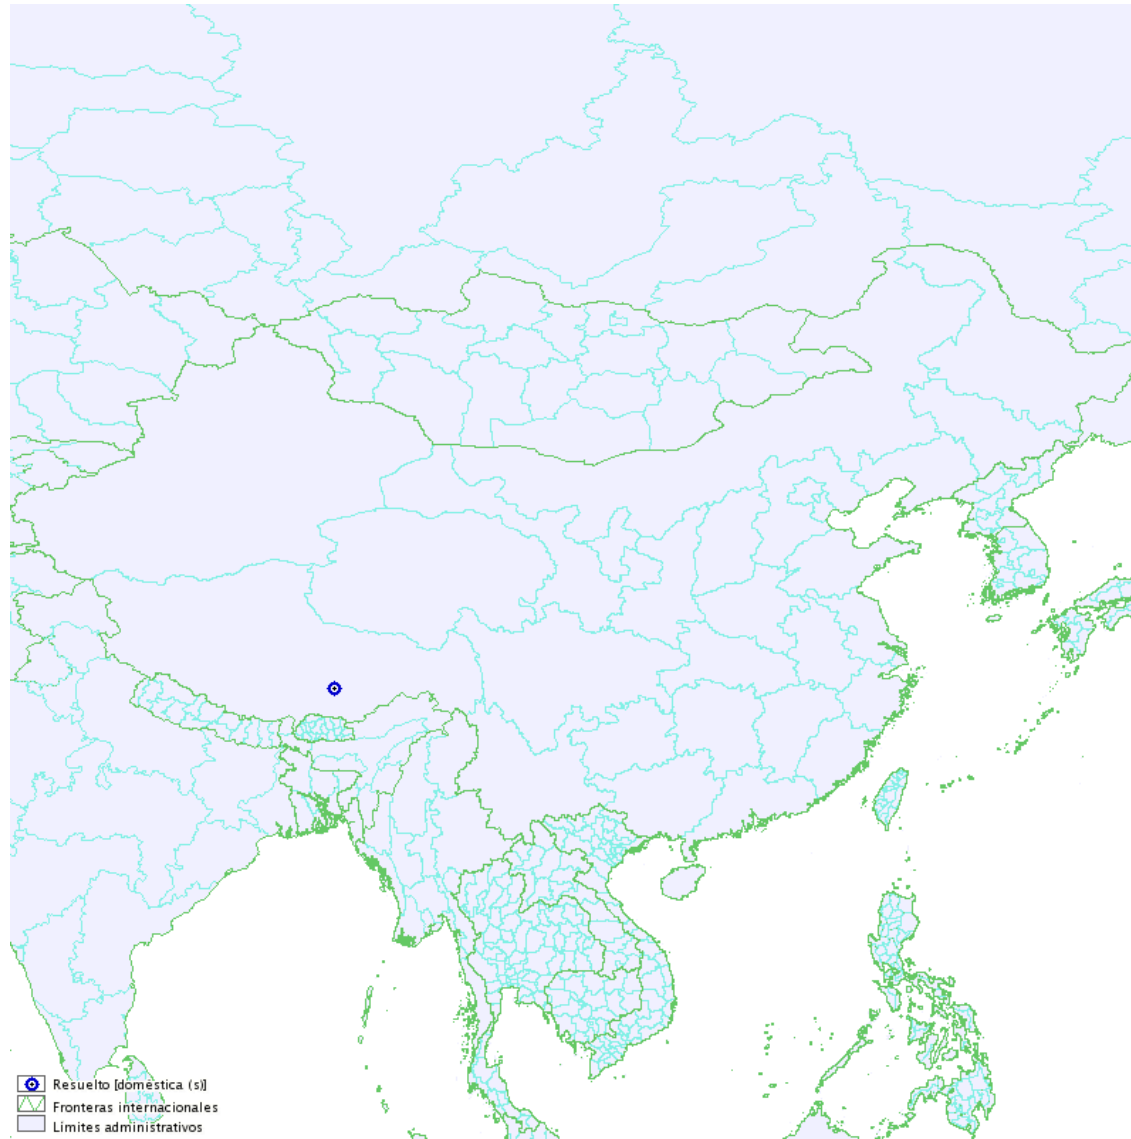 Resuelto [doméstica (s)]
Fronteras internacionales
Límites administrativos